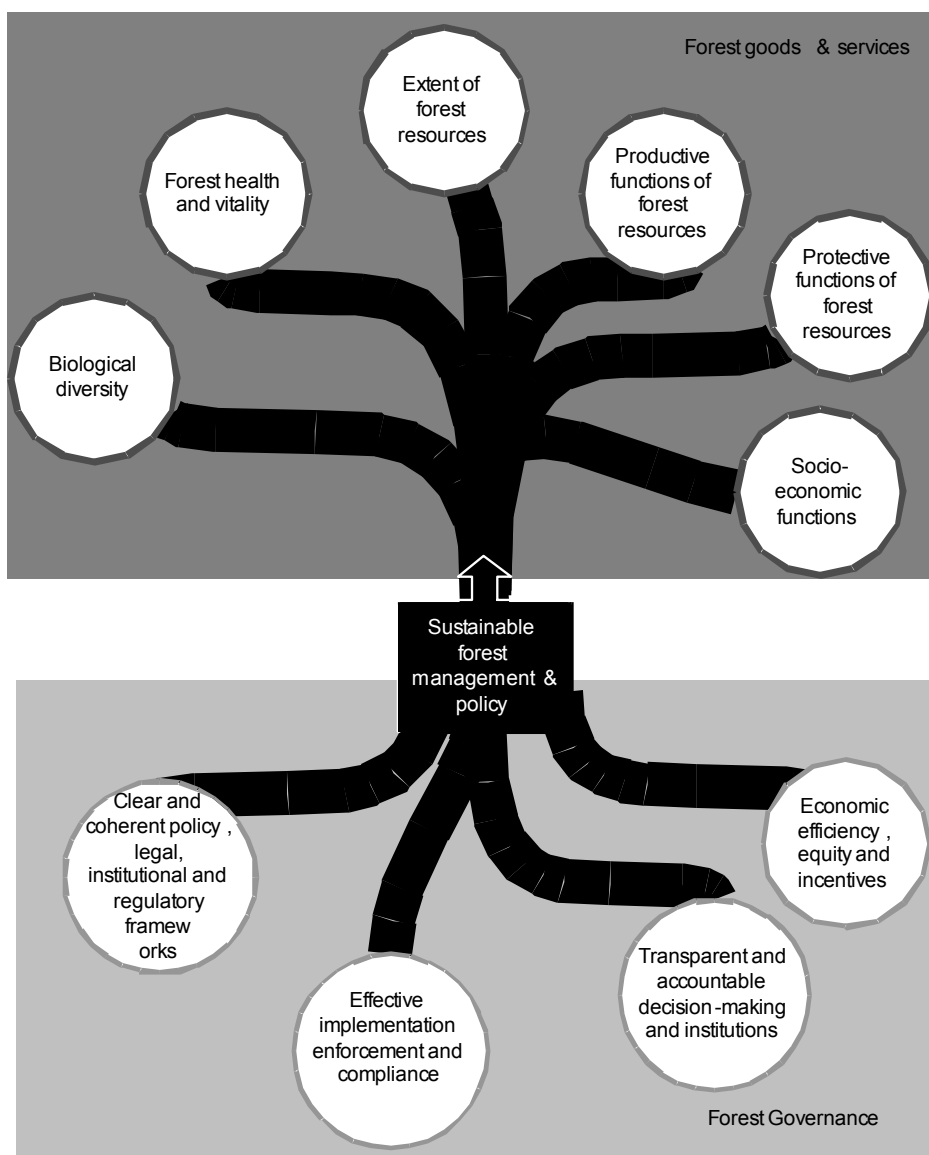 Forest goods & services
Extent of
forest
resources
Forest health
and vitality
Productive
functions of
forest
resources
Protective
functions of
forest
resources
Biological
diversity
Socio-
economic
functions
Sustainable
forest
management &
policy
Clear and
coherent policy ,
legal,
institutional and
regulatory
framew
orks
Economic
efficiency ,
equity and
incentives
Effective
implementation
enforcement and
compliance
Transparent and
accountable
decision-making
and institutions
Forest Governance